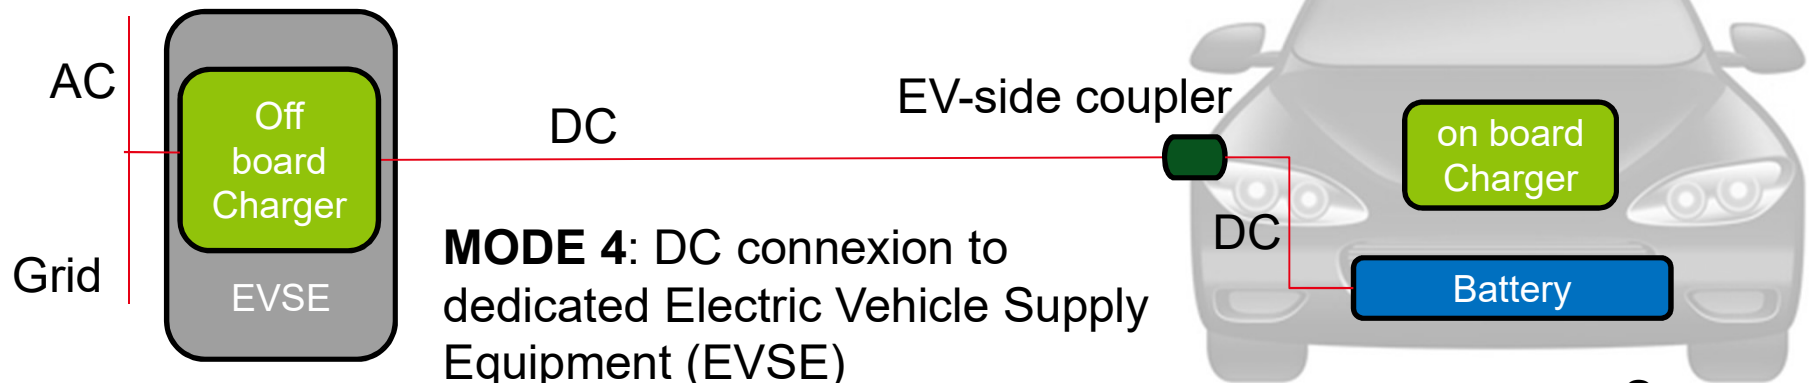 AC
Grid
Off
board
Charger
EVSE
DC
EV-side coupler
MODE 4: DC connexion to
dedicated Electric Vehicle Supply
Equipment (EVSE)
on board
Charger
DC
Battery